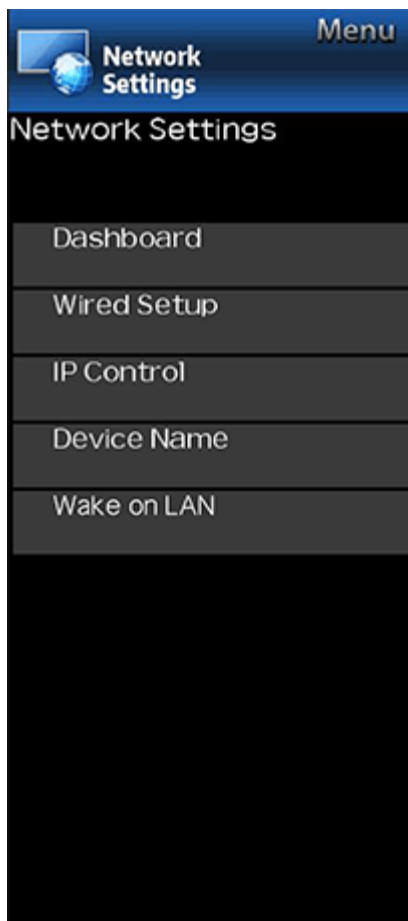 Menu
Network
Settings
Network Settings
Dashboard
Wired Setup
IP Control
Device Name
Wake on LAN